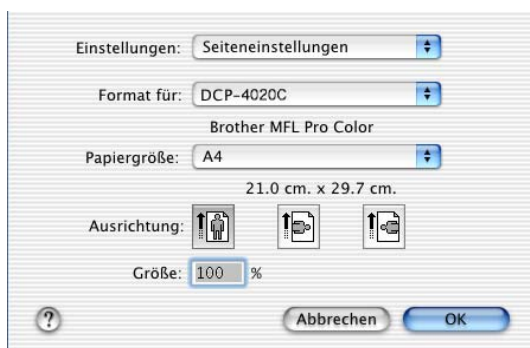 Einstellungen: Seiteneinstellungen
Format für: DCP-4020C
Brother MFL Pro Color
Papiergröße: A4
21.0 cm. x 29.7 cm.
Ausrichtung:
Größe: 100 %
? Abbrechen OK